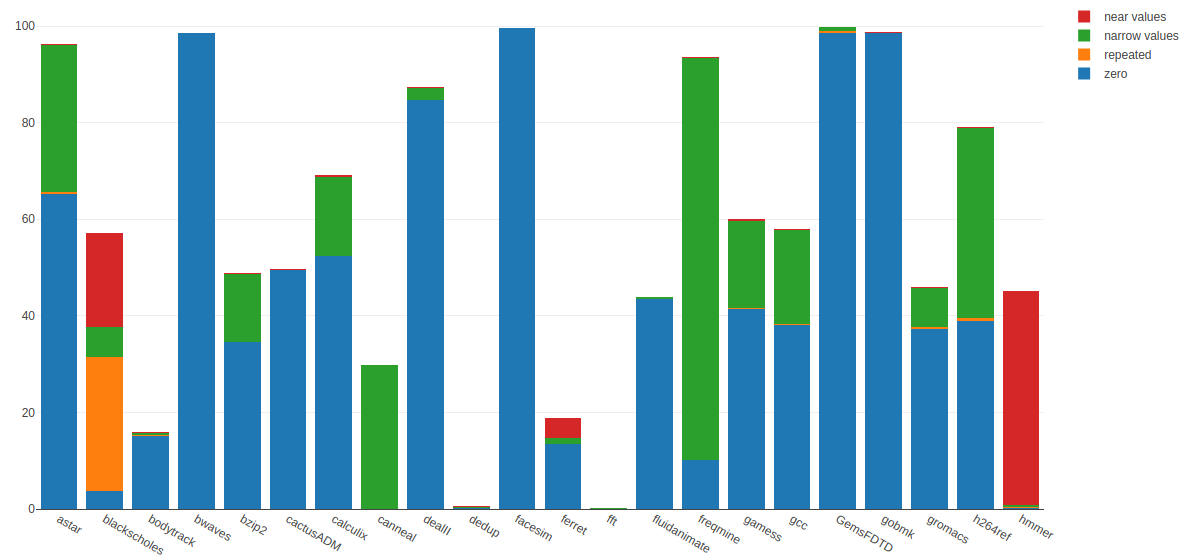 100
80
60
40
20
0
astar
blackscholes
bodytrack
bwaves
bzip2
cactusADM
calculix
canneal
dealII
dedup
facesim
ferret
fft
fluidanimate
freqmine
gamess
gcc
GemsFDTD
gobmk
gromacs
h264ref
hmmer
near values
narrow values
repeated
zero